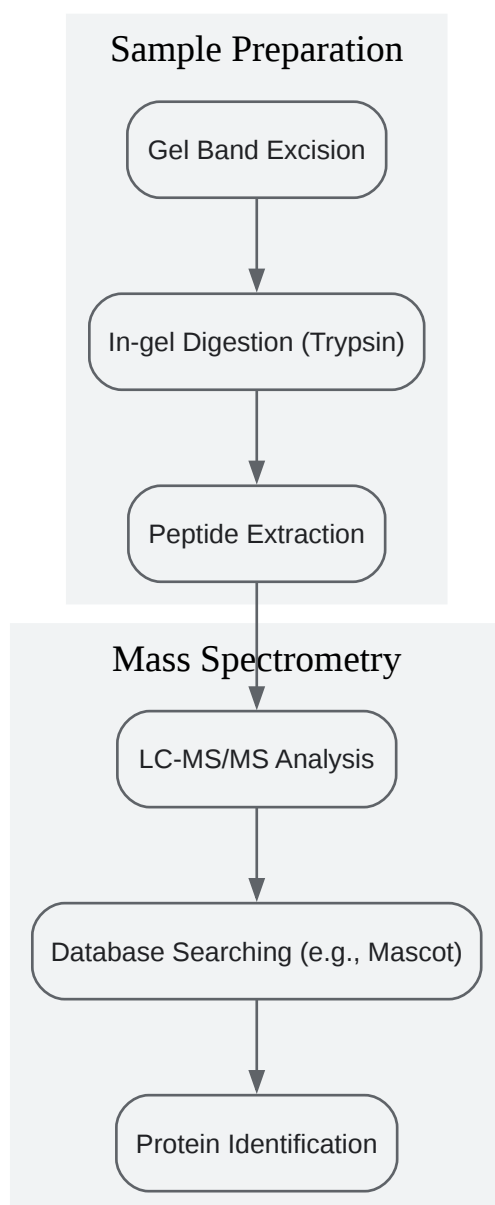 Sample Preparation
Gel Band Excision
In-gel Digestion (Trypsin)
Peptide Extraction
Mass Spectrometry
LC-MS/MS Analysis
Database Searching (e.g., Mascot)
Protein Identification